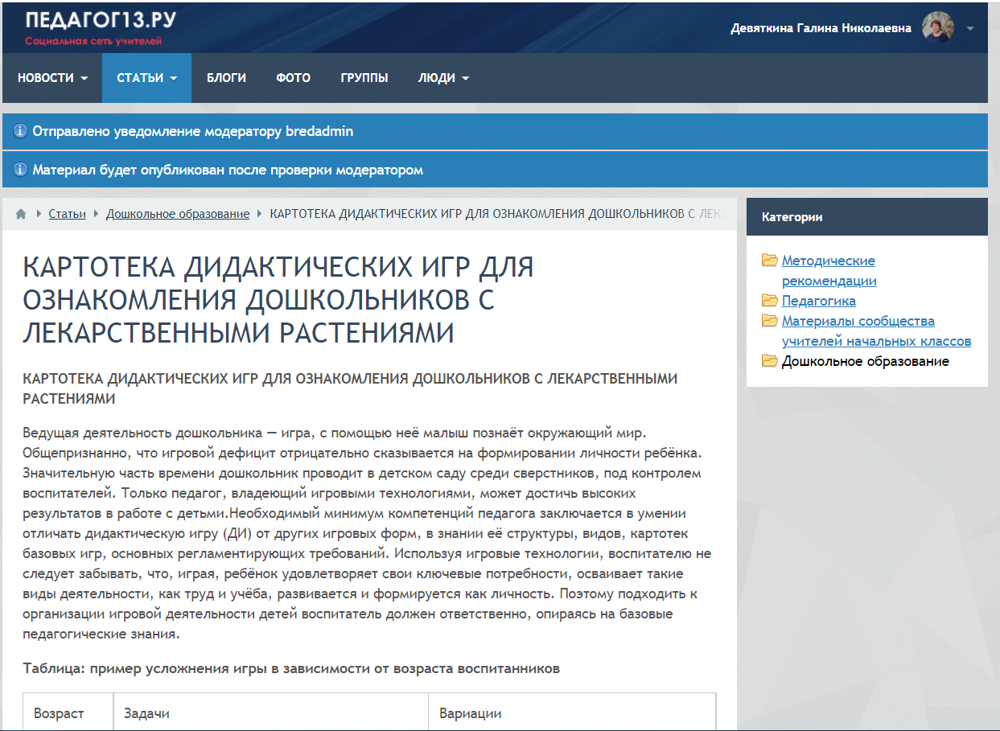 ПЕДАГОГ13.РУ
Социальная сеть учителей
Девяткина Галина Николаевна
НОВОСТИ СТАТЬИ БЛОГИ ФОТО ГРУППЫ ЛЮДИ
Отправлено уведомление модератору bredadmin
Материал будет опубликован после проверки модератором
Статьи Дошкольное образование КАРТОТЕКА ДИДАКТИЧЕСКИХ ИГР ДЛЯ ОЗНАКОМЛЕНИЯ ДОШКОЛЬНИКОВ С ЛЕК
КАРТОТЕКА ДИДАКТИЧЕСКИХ ИГР ДЛЯ
ОЗНАКОМЛЕНИЯ ДОШКОЛЬНИКОВ С
ЛЕКАРСТВЕННЫМИ РАСТЕНИЯМИ
КАРТОТЕКА ДИДАКТИЧЕСКИХ ИГР ДЛЯ ОЗНАКОМЛЕНИЯ ДОШКОЛЬНИКОВ С ЛЕКАРСТВЕННЫМИ
РАСТЕНИЯМИ
Ведущая деятельность дошкольника — игра, с помощью неё малыш познаёт окружающий мир.
Общепризнанно, что игровой дефицит отрицательно сказывается на формировании личности ребёнка.
Значительную часть времени дошкольник проводит в детском саду среди сверстников, под контролем
воспитателей. Только педагог, владеющий игровыми технологиями, может достичь высоких
результатов в работе с детьми.Необходимый минимум компетенций педагога заключается в умении
отличать дидактическую игру (ДИ) от других игровых форм, в знании её структуры, видов, картотек
базовых игр, основных регламентирующих требований. Используя игровые технологии, воспитателю не
следует забывать, что, играя, ребёнок удовлетворяет свои ключевые потребности, осваивает такие
виды деятельности, как труд и учёба, развивается и формируется как личность. Поэтому подходить к
организации игровой деятельности детей воспитатель должен ответственно, опираясь на базовые
педагогические знания.
Таблица: пример усложнения игры в зависимости от возраста воспитанников
Возраст Задачи Вариации
Категории
Методические
рекомендации
Педагогика
Материалы сообщества
учителей начальных классов
Дошкольное образование